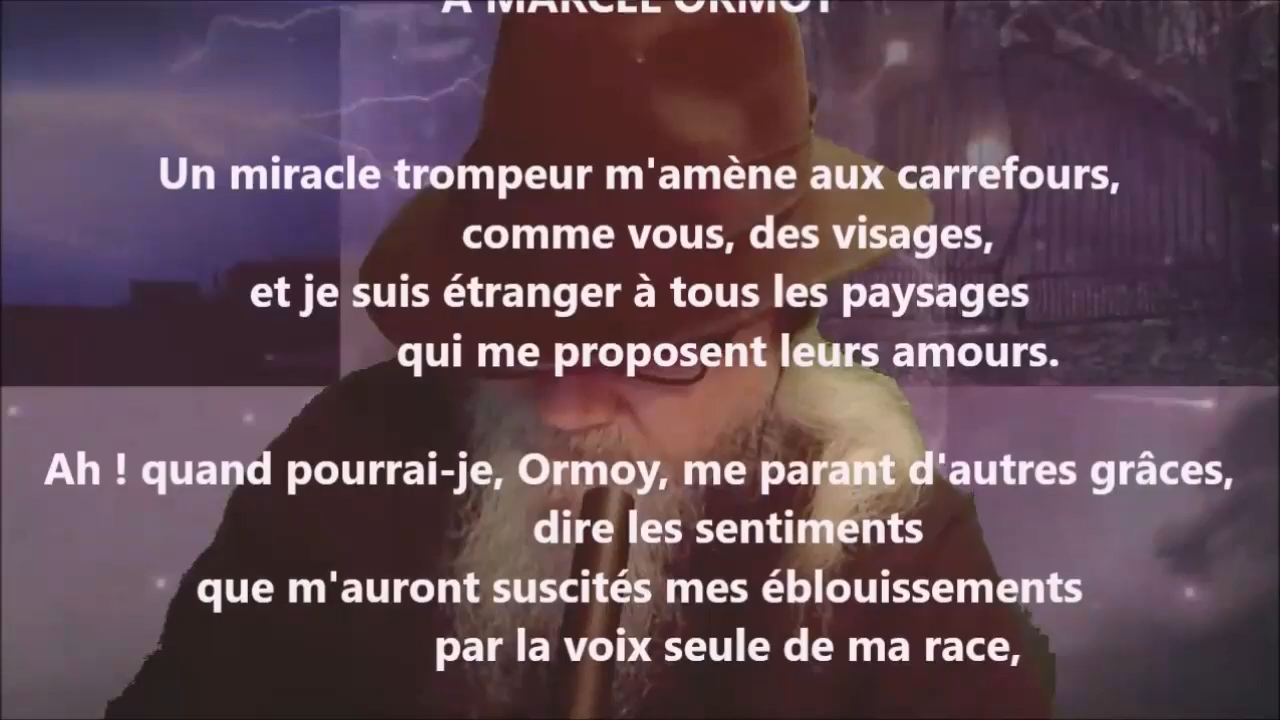 À MARCEL ORMOY
Un miracle trompeur m'amène aux carrefours,
comme vous, des visages,
et je suis étranger à tous les paysages
qui me proposent leurs amours.
Ah ! quand pourrai-je, Ormoy, me parant d'autres grâces,
dire les sentiments
que m'auront suscités mes éblouissements
par la voix seule de ma race,